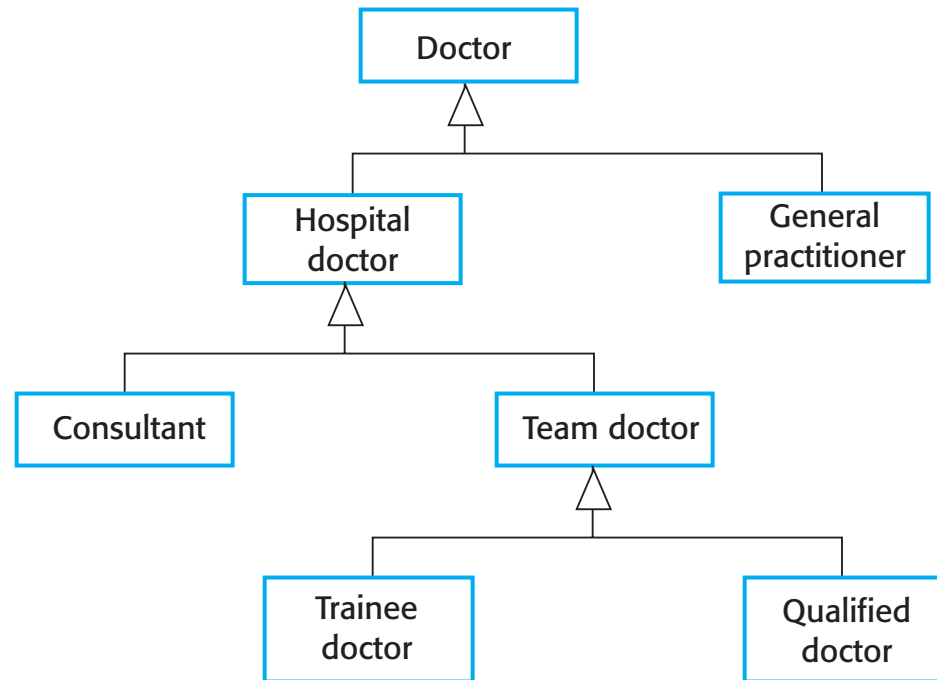 Doctor
Hospital
doctor
General
practitioner
Consultant
Team doctor
Trainee
doctor
Qualified
doctor